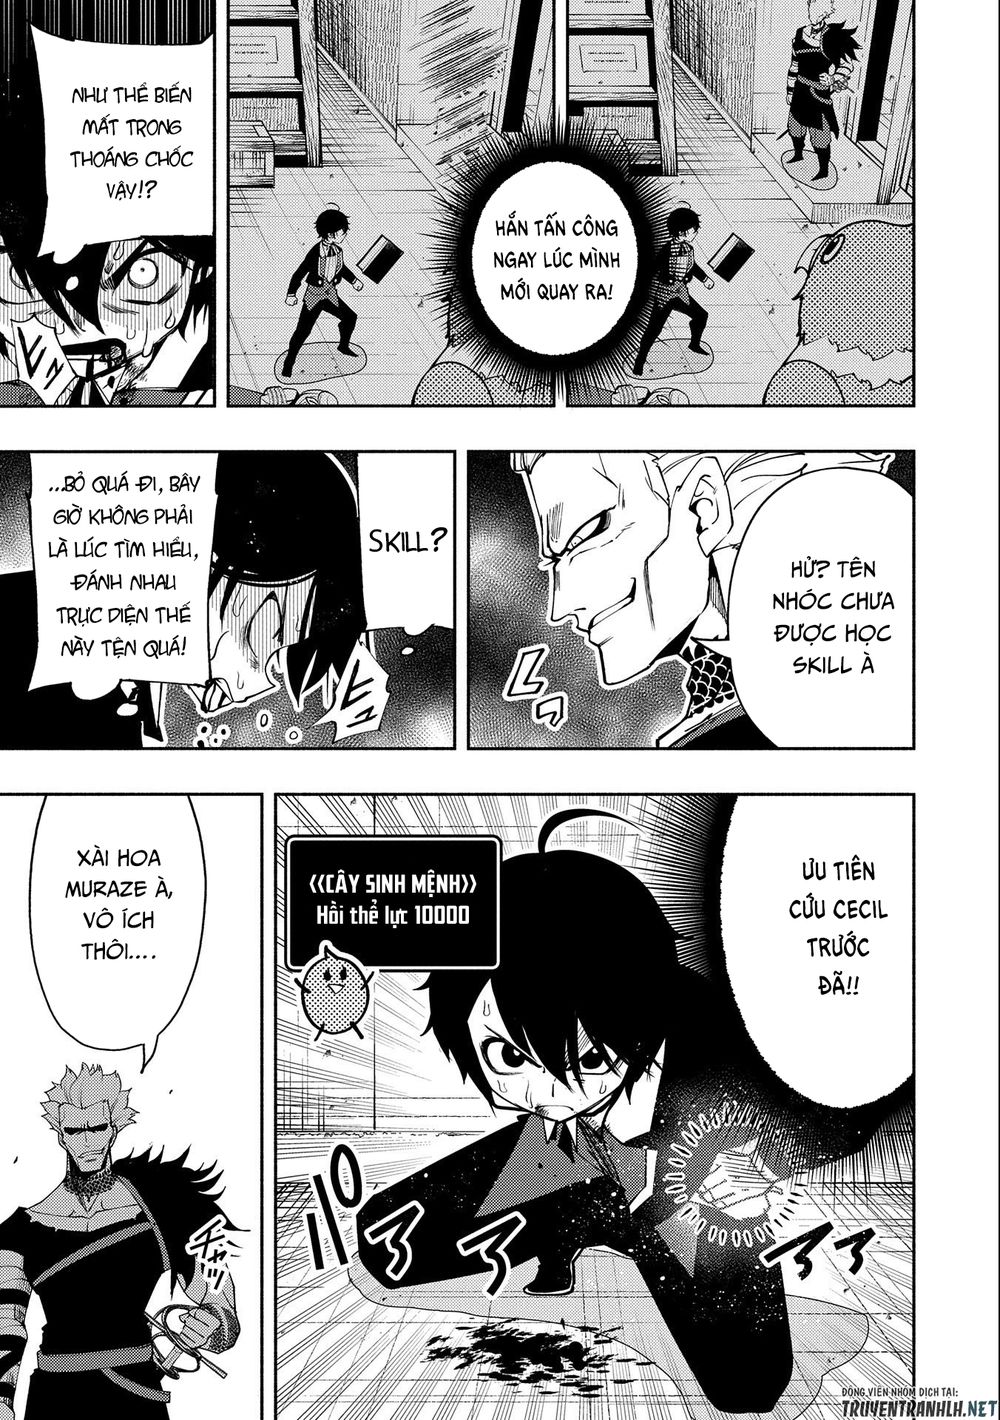 HẮN TẤN CÔNG
NGAY LÚC MÌNH
MỚI QUAY RA!
NHƯ THỂ BIẾN
MẤT TRONG
THOÁNG CHỐC
VẬY!?
HỬ? TÊN
NHÓC CHƯA
ĐƯỢC HỌC
SKILL À
SKILL?
...BỎ QUÁ ĐI, BÂY
GIỜ KHÔNG PHẢI
LÀ LÚC TÌM HIỂU,
ĐÁNH NHAU
TRỰC DIỆN THẾ
NÀY TỆN QUÁ!
ƯU TIÊN
CỨU CECIL
TRƯỚC
ĐÃ!!
《CÂY SINH MỆNH》
Hồi thể lực 10000
XÀI HOA
MURAZE À,
VÔ ÍCH
THÔI....
ĐỘNG VIÊN NHÓM DỊCH TẠI:
TRUYENTRANHLH.NET